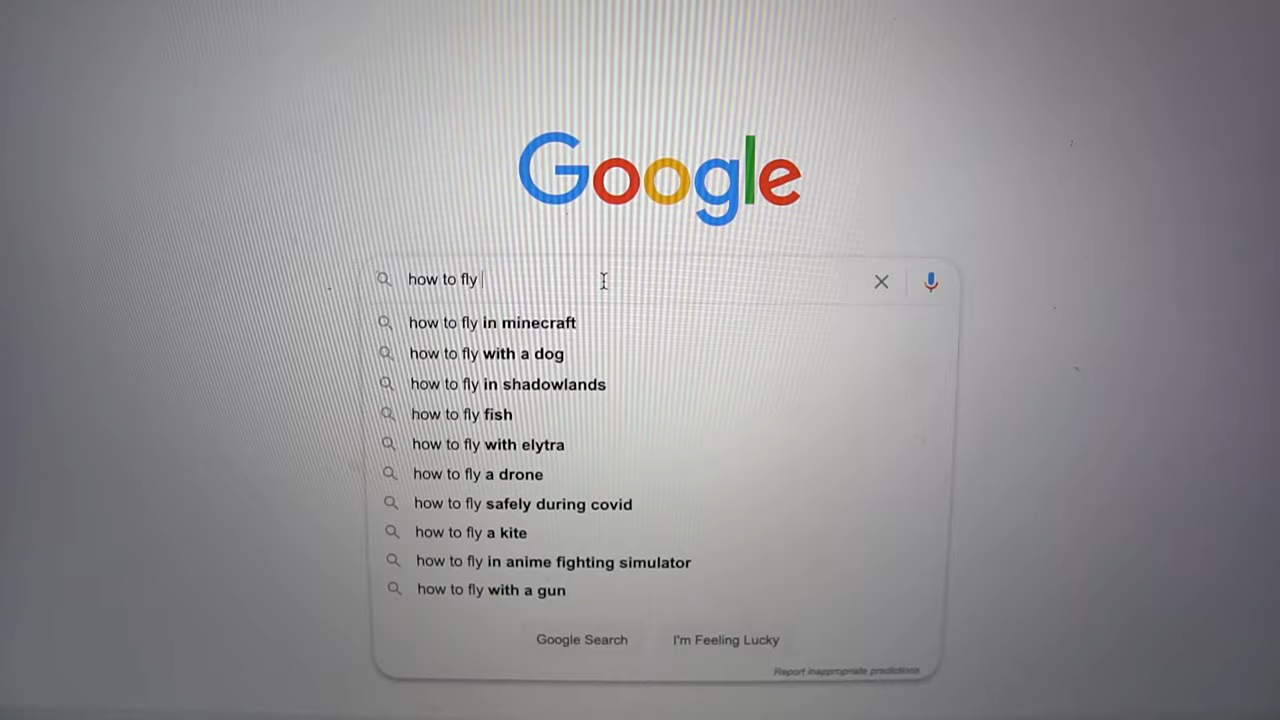 Google
how to fly
how to fly in minecraft
how to fly with a dog
how to fly in shadowlands
how to fly fish
how to fly with elytra
how to fly a drone
how to fly safely during covid
how to fly a kite
how to fly in anime fighting simulator
how to fly with a gun
Google Search I'm Feeling Lucky
Report inappropriate predictions